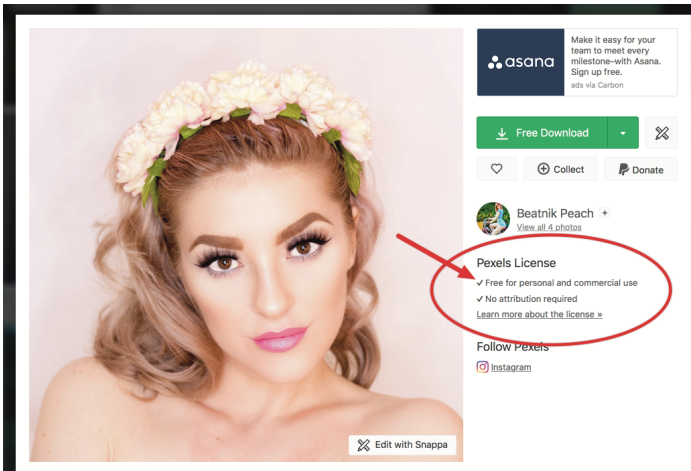 asana
Make it easy for your
team to meet every
milestone–with Asana.
Sign up free.
ads via Carbon
Free Download
Collect
Donate
Beatnik Peach +
View all 4 photos
Pexels License
✓ Free for personal and commercial use
✓ No attribution required
Learn more about the license »
Follow Pexels
Instagram
Edit with Snappa